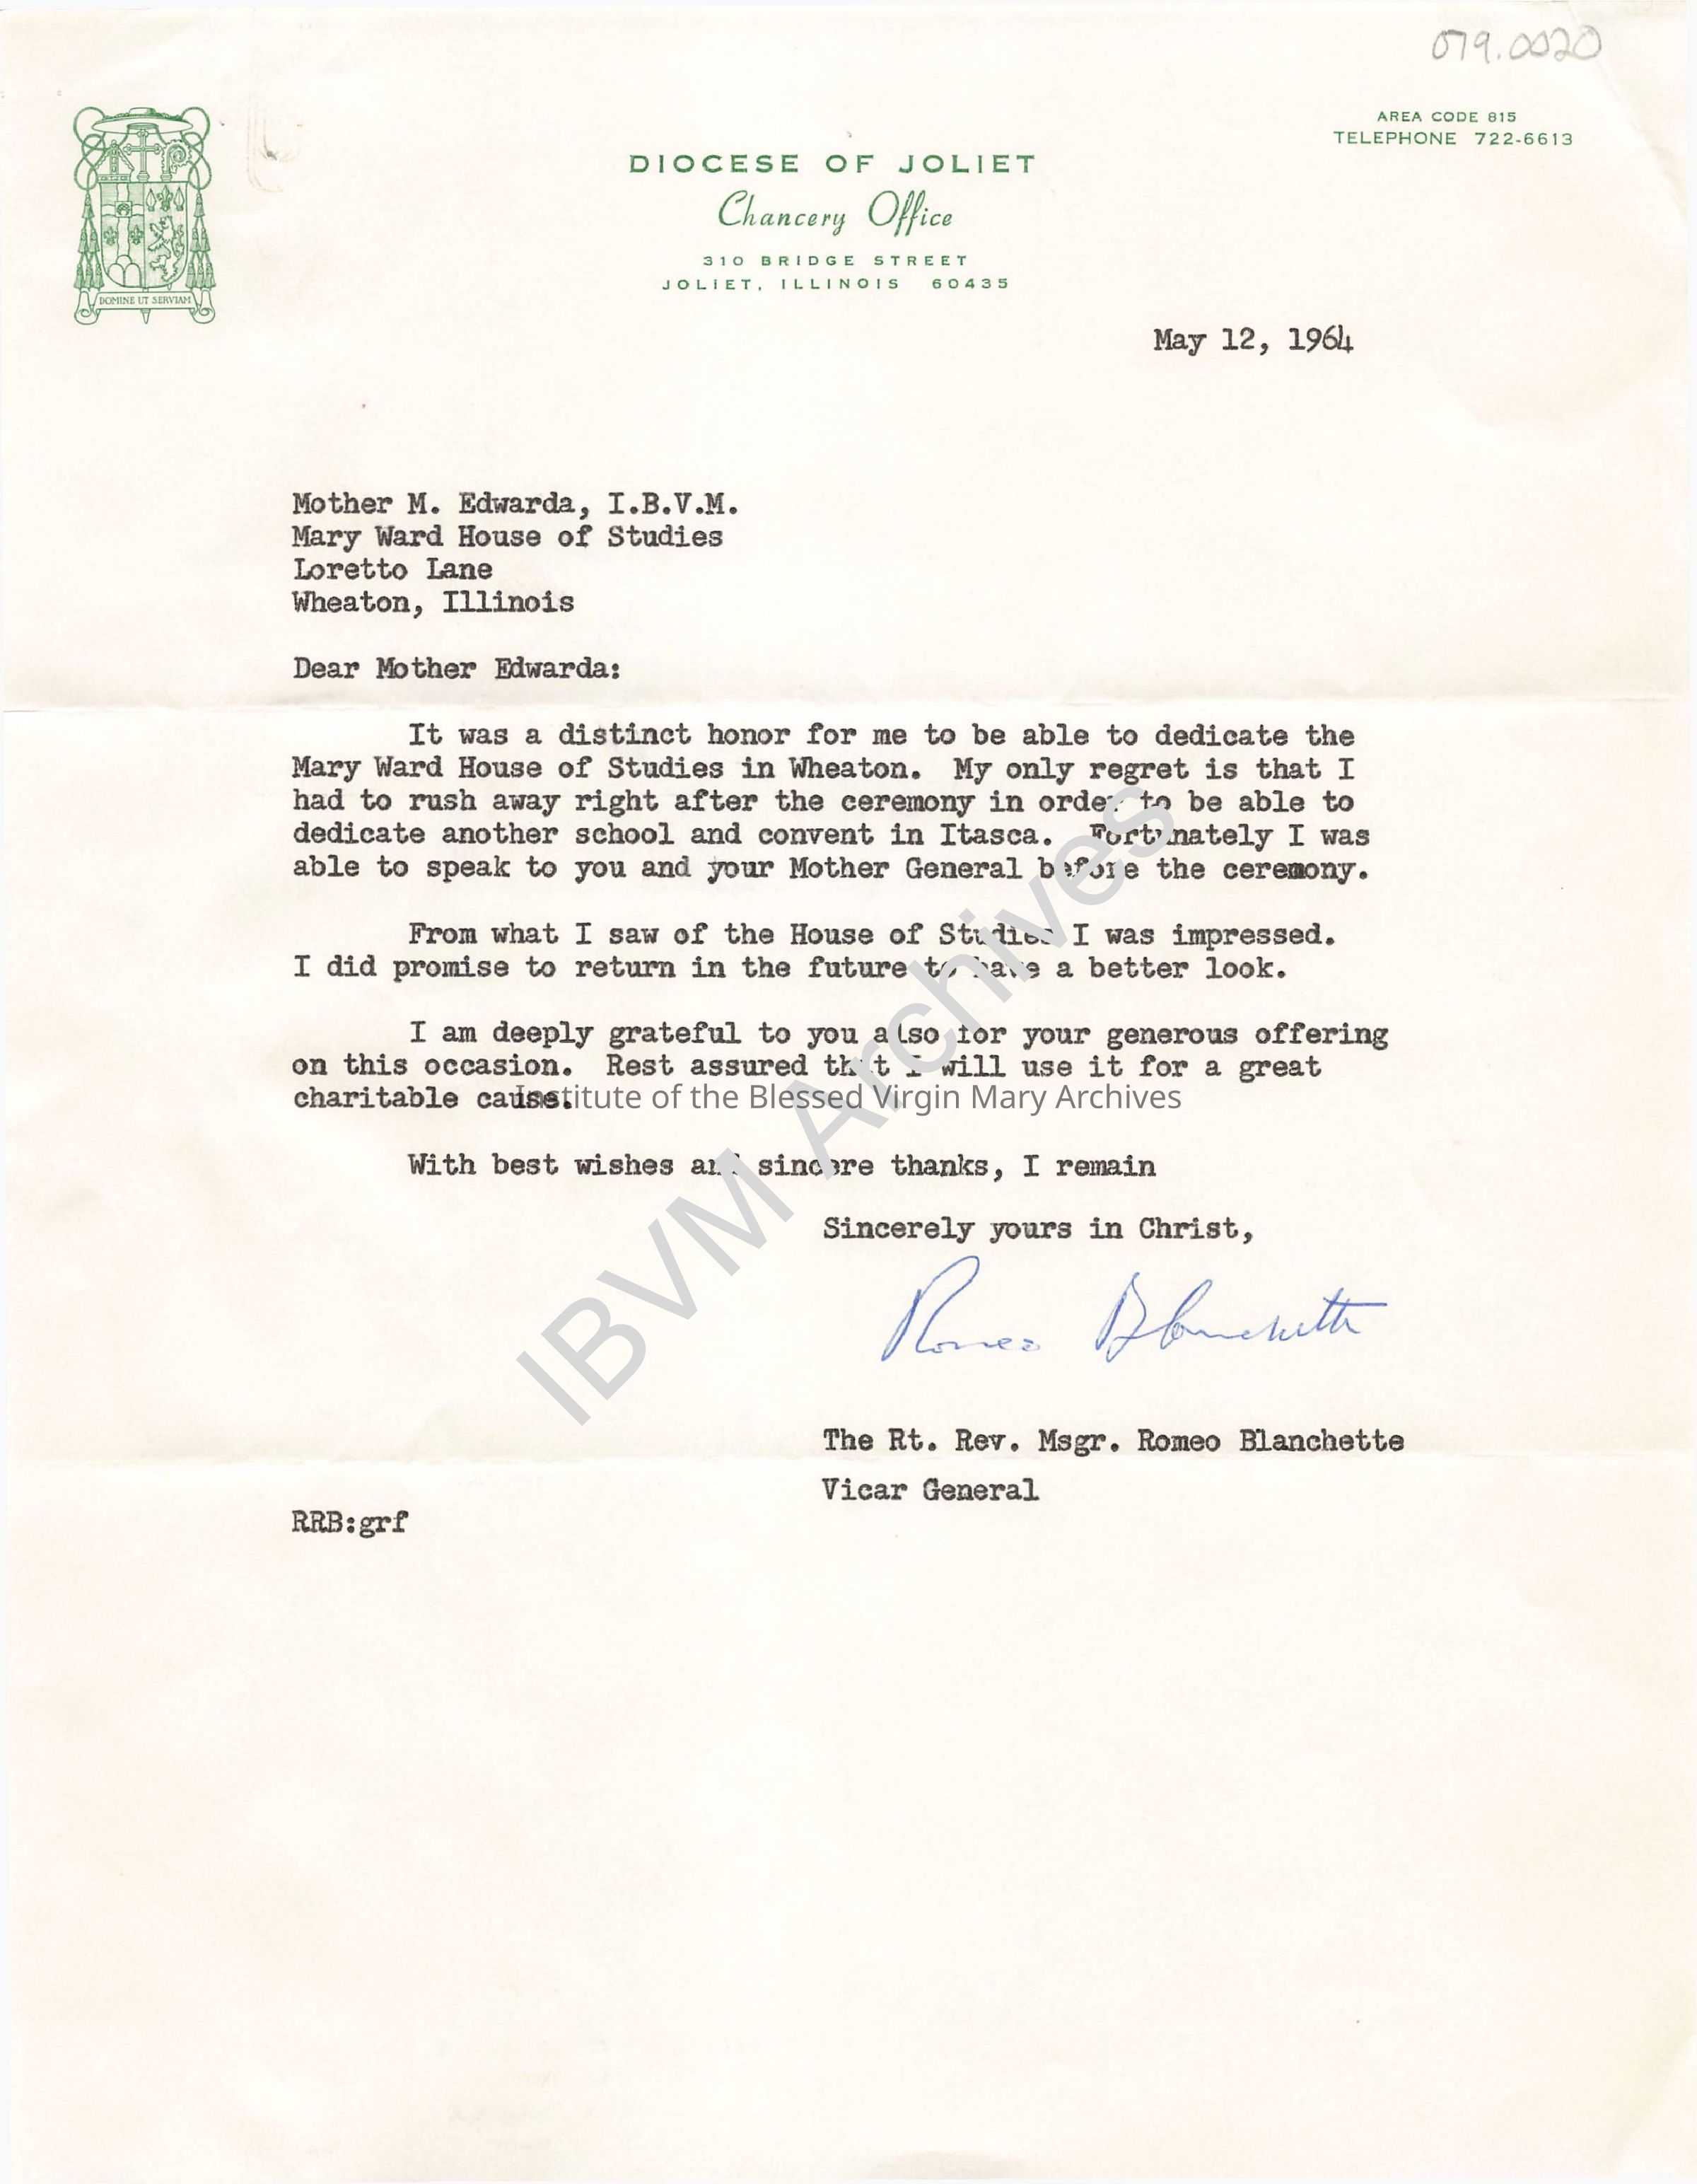 079.0020
AREA CODE 815
TELEPHONE 722-6613
DIOCESE OF JOLIET
Chancery Office
310 BRIDGE STREET
JOLIET, ILLINOIS 60435
DOMINE UT SERVIAM
May 12, 1964
Mother M. Edwarda, I.B.V.M.
Mary Ward House of Studies
Loretto Lane
Wheaton, Illinois
Dear Mother Edwarda:
It was a distinct honor for me to be able to dedicate the
Mary Ward House of Studies in Wheaton. My only regret is that I
had to rush away right after the ceremony in order to be able to
dedicate another school and convent in Itasca. Fortunately I was
able to speak to you and your Mother General before the ceremony.
From what I saw of the House of Studies I was impressed.
I did promise to return in the future to have a better look.
I am deeply grateful to you also for your generous offering
on this occasion. Rest assured that I will use it for a great
charitable cause.
Institute of the Blessed Virgin Mary Archives
IBVM Archives
With best wishes and sincere thanks, I remain
Sincerely yours in Christ,
Romeo Blanchette
The Rt. Rev. Msgr. Romeo Blanchette
Vicar General
RRB:grf